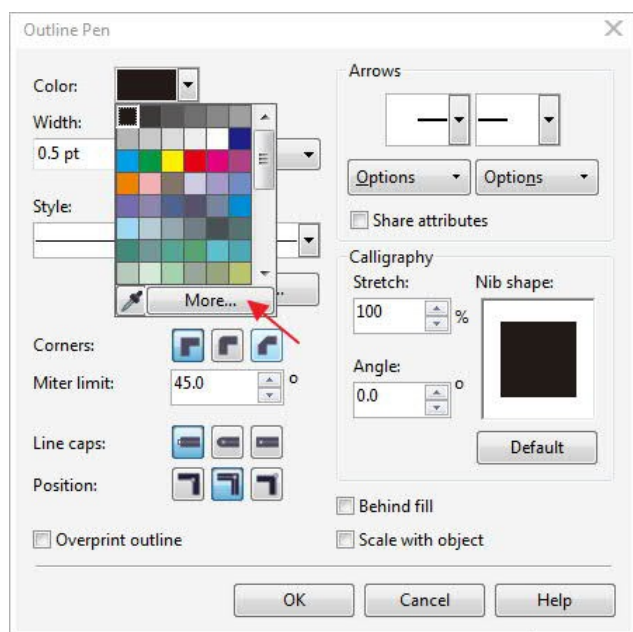 Outline Pen
Color:
Width:
0.5 pt
Style:
More...
Corners:
Miter limit:
45.0
°
Line caps:
Position:
Overprint outline
Arrows
Options
Options
Share attributes
Calligraphy
Stretch:
Nib shape:
100
%
Angle:
0.0
°
Default
Behind fill
Scale with object
OK
Cancel
Help